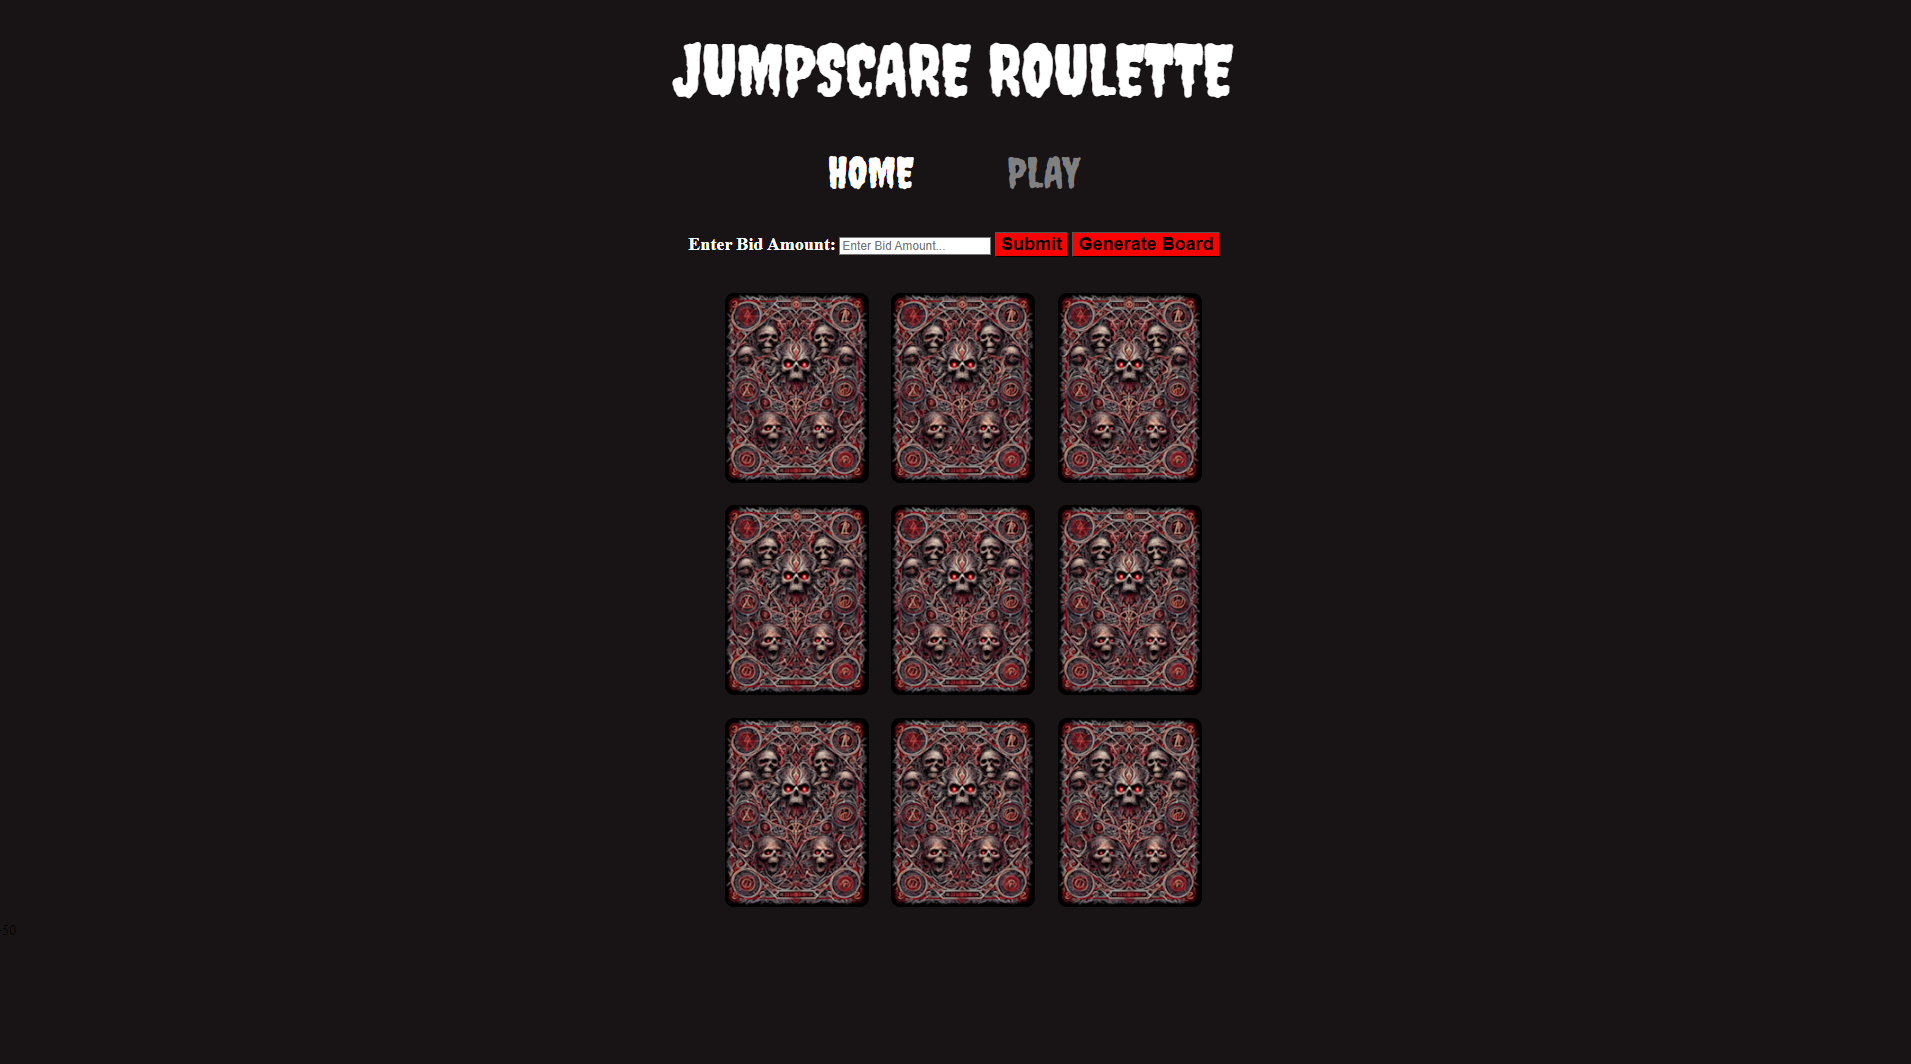 JUMPSCARE ROULETTE
HOME PLAY
Enter Bid Amount: Enter Bid Amount... Submit Generate Board
50